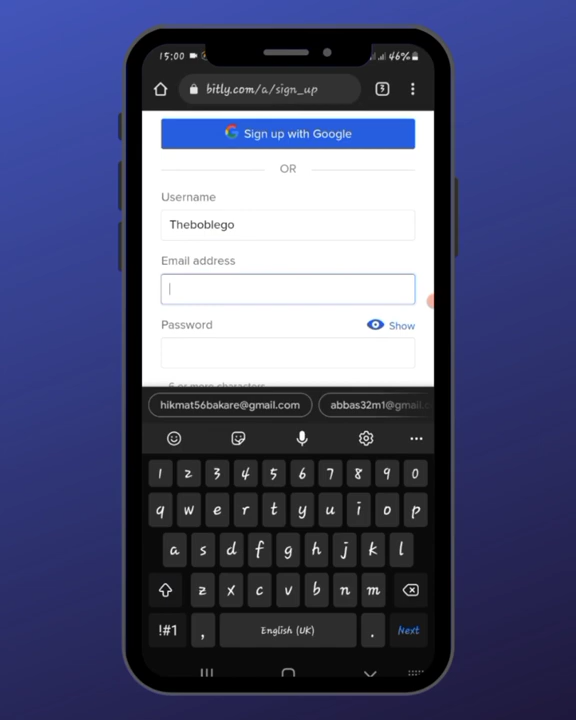 15:00 46%
bitly.com/a/sign_up
Sign up with Google
OR
Username
Theboblego
Email address
Password Show
6 or more characters
hikmat56bakare@gmail.com abbas32m1@gmail.c
1 2 3 4 5 6 7 8 9 0
q w e r t y u i o p
a s d f g h j k l
z x c v b n m
!#1 , English (UK) . Next